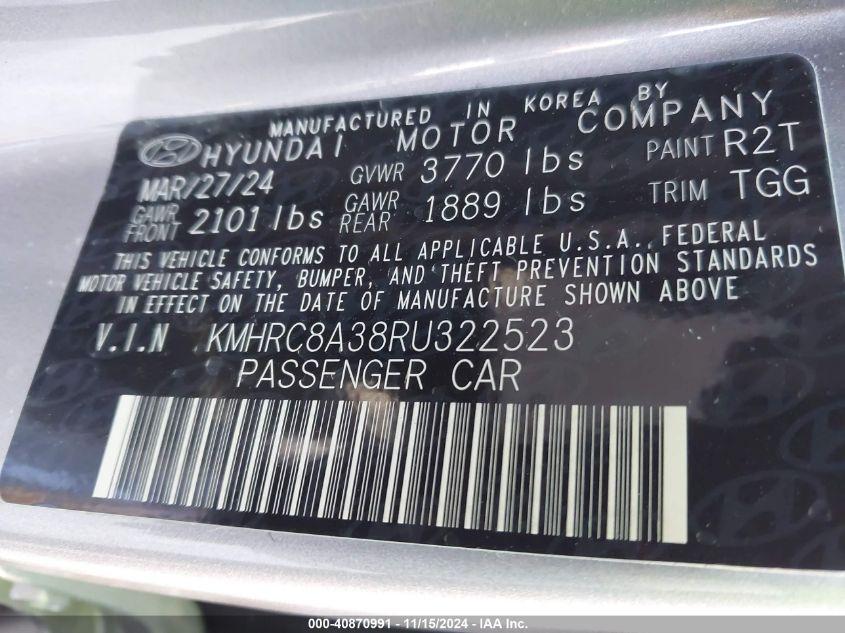 MANUFACTURED IN KOREA BY
HYUNDAI MOTOR COMPANY
MAR/27/24 GVWR 3770 lbs PAINT R2T
GAWR FRONT 2101 lbs GAWR REAR 1889 lbs TRIM TGG
THIS VEHICLE CONFORMS TO ALL APPLICABLE U.S.A.. FEDERAL
MOTOR VEHICLE SAFETY, BUMPER, AND THEFT PREVENTION STANDARDS
IN EFFECT ON THE DATE OF MANUFACTURE SHOWN ABOVE
V.I.N KMHRC8A38RU322523
PASSENGER CAR
000-40870991 - 11/15/2024 - IAA Inc.